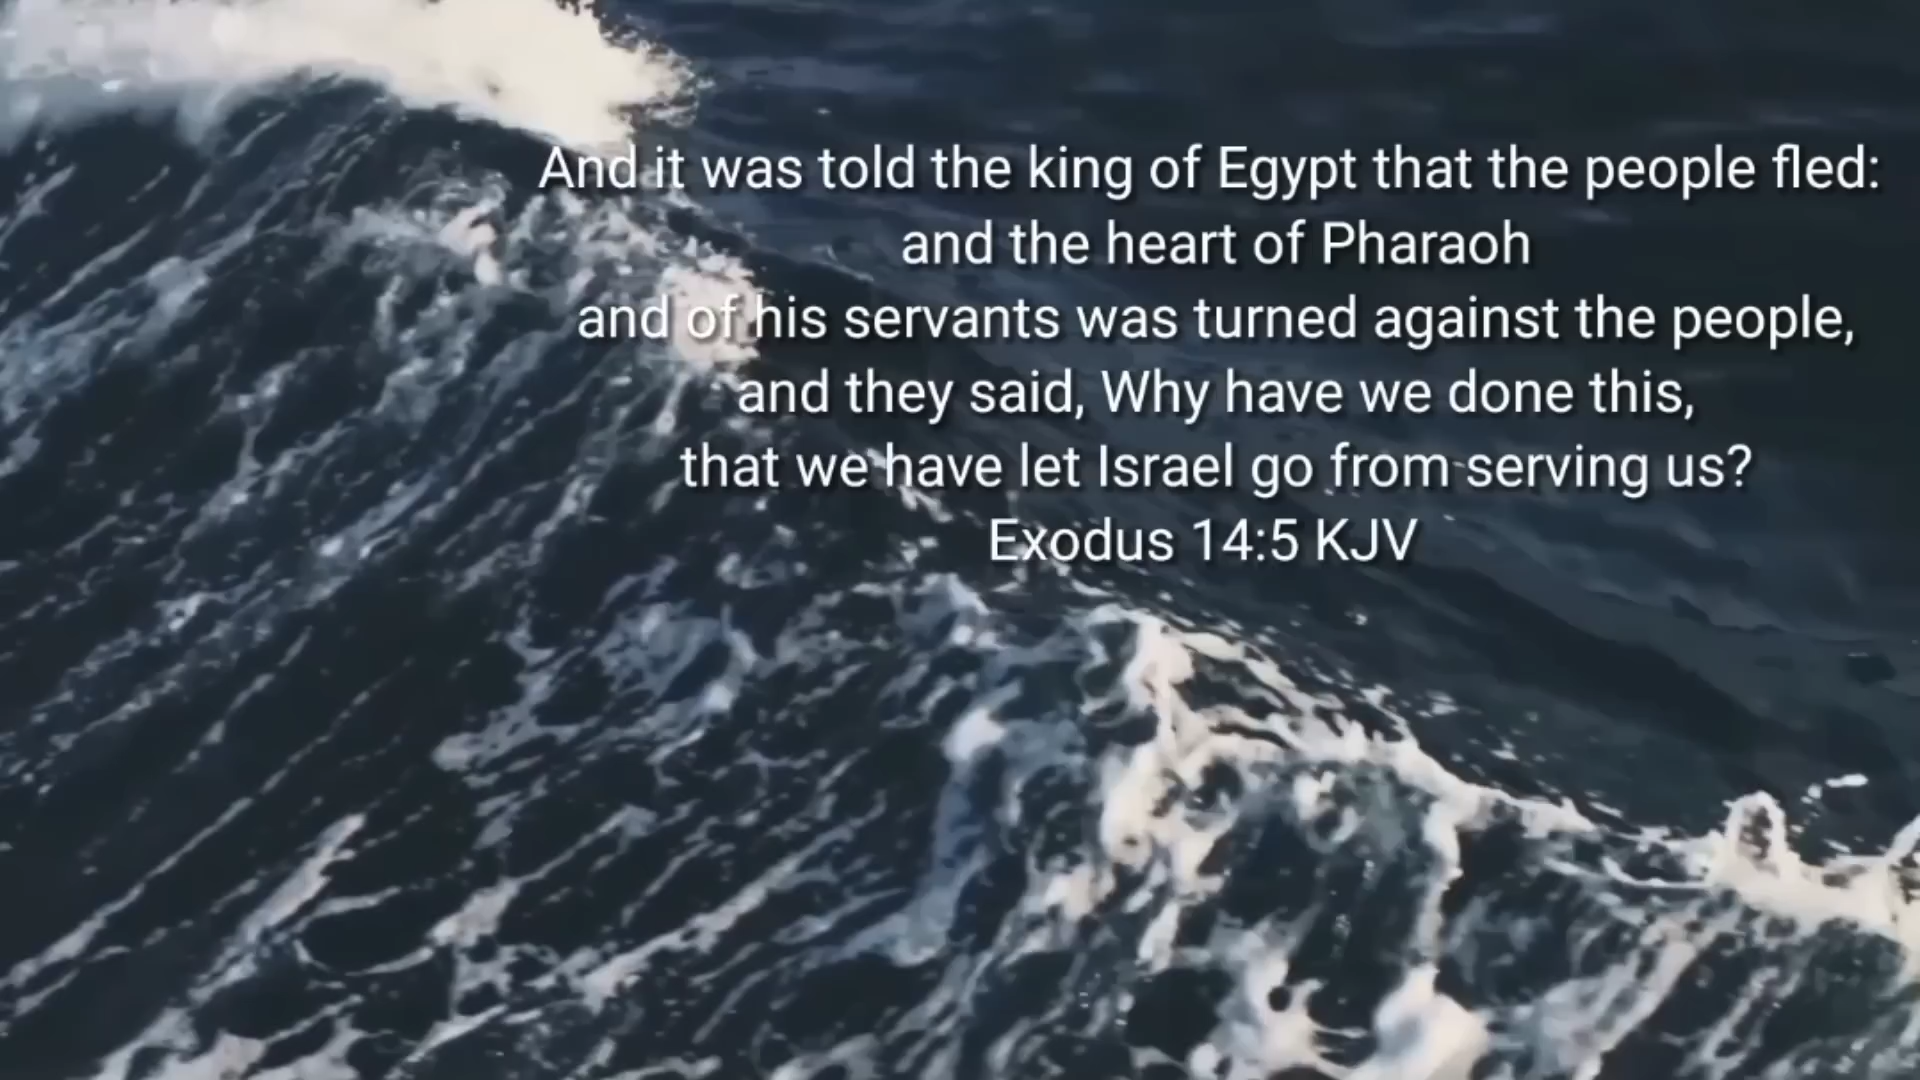 And it was told the king of Egypt that the people fled:
and the heart of Pharaoh
and of his servants was turned against the people,
and they said, Why have we done this,
that we have let Israel go from serving us?
Exodus 14:5 KJV